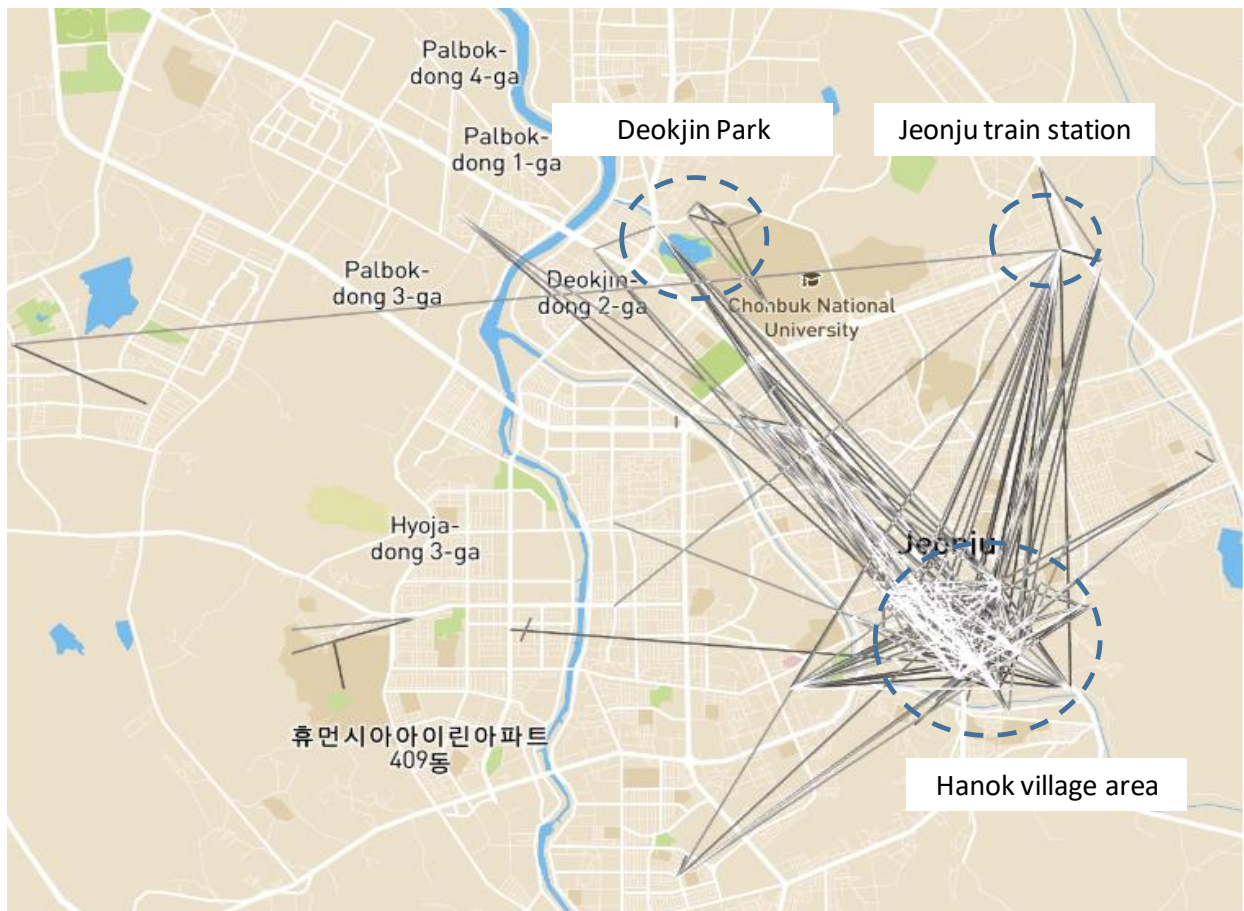 Palbok-
dong 4-ga
Deokjin Park
Jeonju train station
Palbok-
dong 1-ga
Palbok-
dong 3-ga
Deokjin-
dong 2-ga
Chonbuk National
University
Jeonju
Hyoja-
dong 3-ga
휴먼시아아이린아파트
409동
Hanok village area